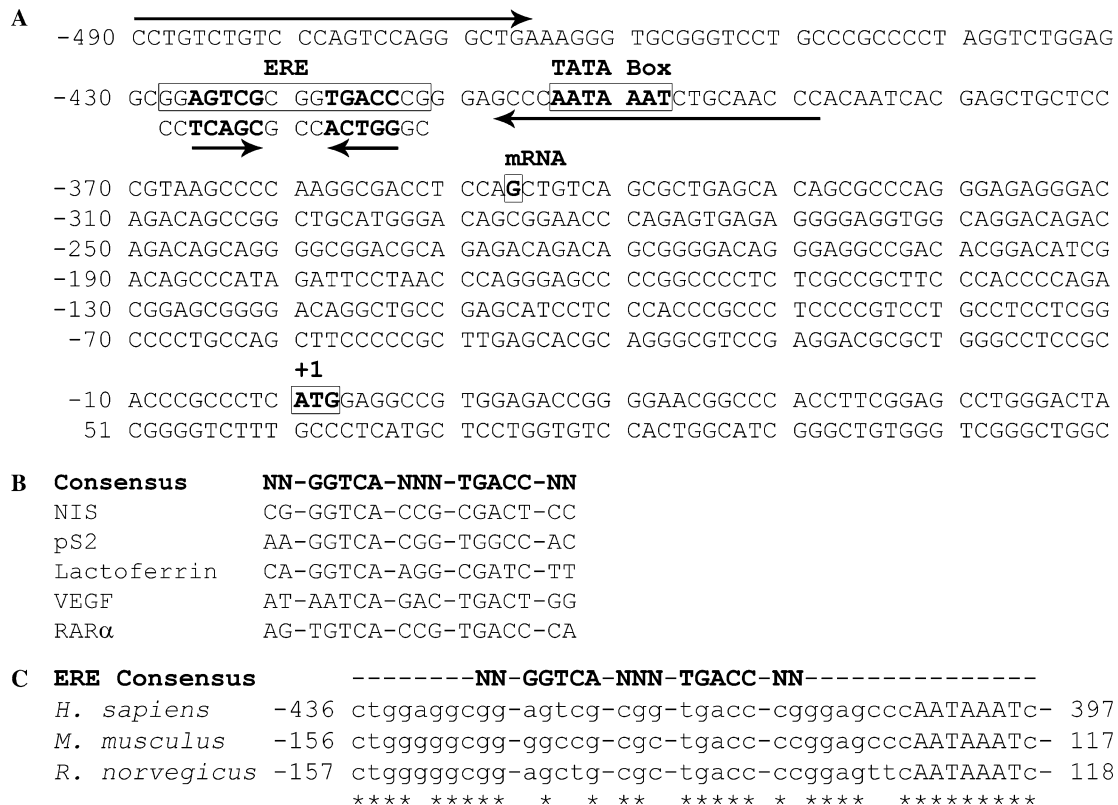 A
-490 CCTGTCTGTC CCAGTCCAGG GCTGAAAGGG TGCGGGTCCT GCCCGCCCCT AGGTCTGGAG
ERE TATA Box
-430 GCGGAGTCGC GGTGACCCGG GAGCCCAATA AATCTGCAAC CCACAATCAC GAGCTGCTCC
CCTCAGCG CCACTGGGC
mRNA
-370 CGTAAGCCCC AAGGCGACCT CCAGCTGTCA GCGCTGAGCA CAGCGCCCAG GGAGAGGGAC
-310 AGACAGCCGG CTGCATGGGA CAGCGGAACC CAGAGTGAGA GGGGAGGTGG CAGGACAGAC
-250 AGACAGCAGG GGCGGACGCA GAGACAGACA GCGGGGACAG GGAGGCCGAC ACGGACATCG
-190 ACAGCCCATA GATTCCTAAC CCAGGGAGCC CCGGCCCCTC TCGCCGCTTC CCACCCCAGA
-130 CGGAGCGGGG ACAGGCTGCC GAGCATCCTC CCACCCGCCC TCCCCGTCCT GCCTCCTCGG
-70 CCCCTGCCAG CTTCCCCCGC TTGAGCACGC AGGGCGTCCG AGGACGCGCT GGGCCTCCGC
+1
-10 ACCCGCCCTC ATGGAGGCCG TGGAGACCGG GGAACGGCCC ACCTTCGGAG CCTGGGACTA
51 CGGGGTCTTT GCCCTCATGC TCCTGGTGTC CACTGGCATC GGGCTGTGGG TCGGGCTGGC
B Consensus NN-GGTCA-NNN-TGACC-NN
NIS CG-GGTCA-CCG-CGACT-CC
pS2 AA-GGTCA-CGG-TGGCC-AC
Lactoferrin CA-GGTCA-AGG-CGATC-TT
VEGF AT-AATCA-GAC-TGACT-GG
RARα AG-TGTCA-CCG-TGACC-CA
C ERE Consensus --------NN-GGTCA-NNN-TGACC-NN---------------
H. sapiens -436 ctggaggcgg-agtcg-cgg-tgacc-cgggagcccAATAAATc- 397
M. musculus -156 ctgggggcgg-ggccg-cgc-tgacc-ccggagcccAATAAATc- 117
R. norvegicus -157 ctgggggcgg-agctg-cgc-tgacc-ccggagttcAATAAATc- 118
**** ***** * * ** ***** * **** *********